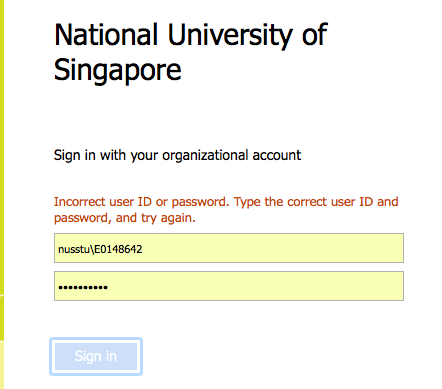 National University of
Singapore
Sign in with your organizational account
Incorrect user ID or password. Type the correct user ID and
password, and try again.
nusstu\E0148642
••••••••••
Sign in